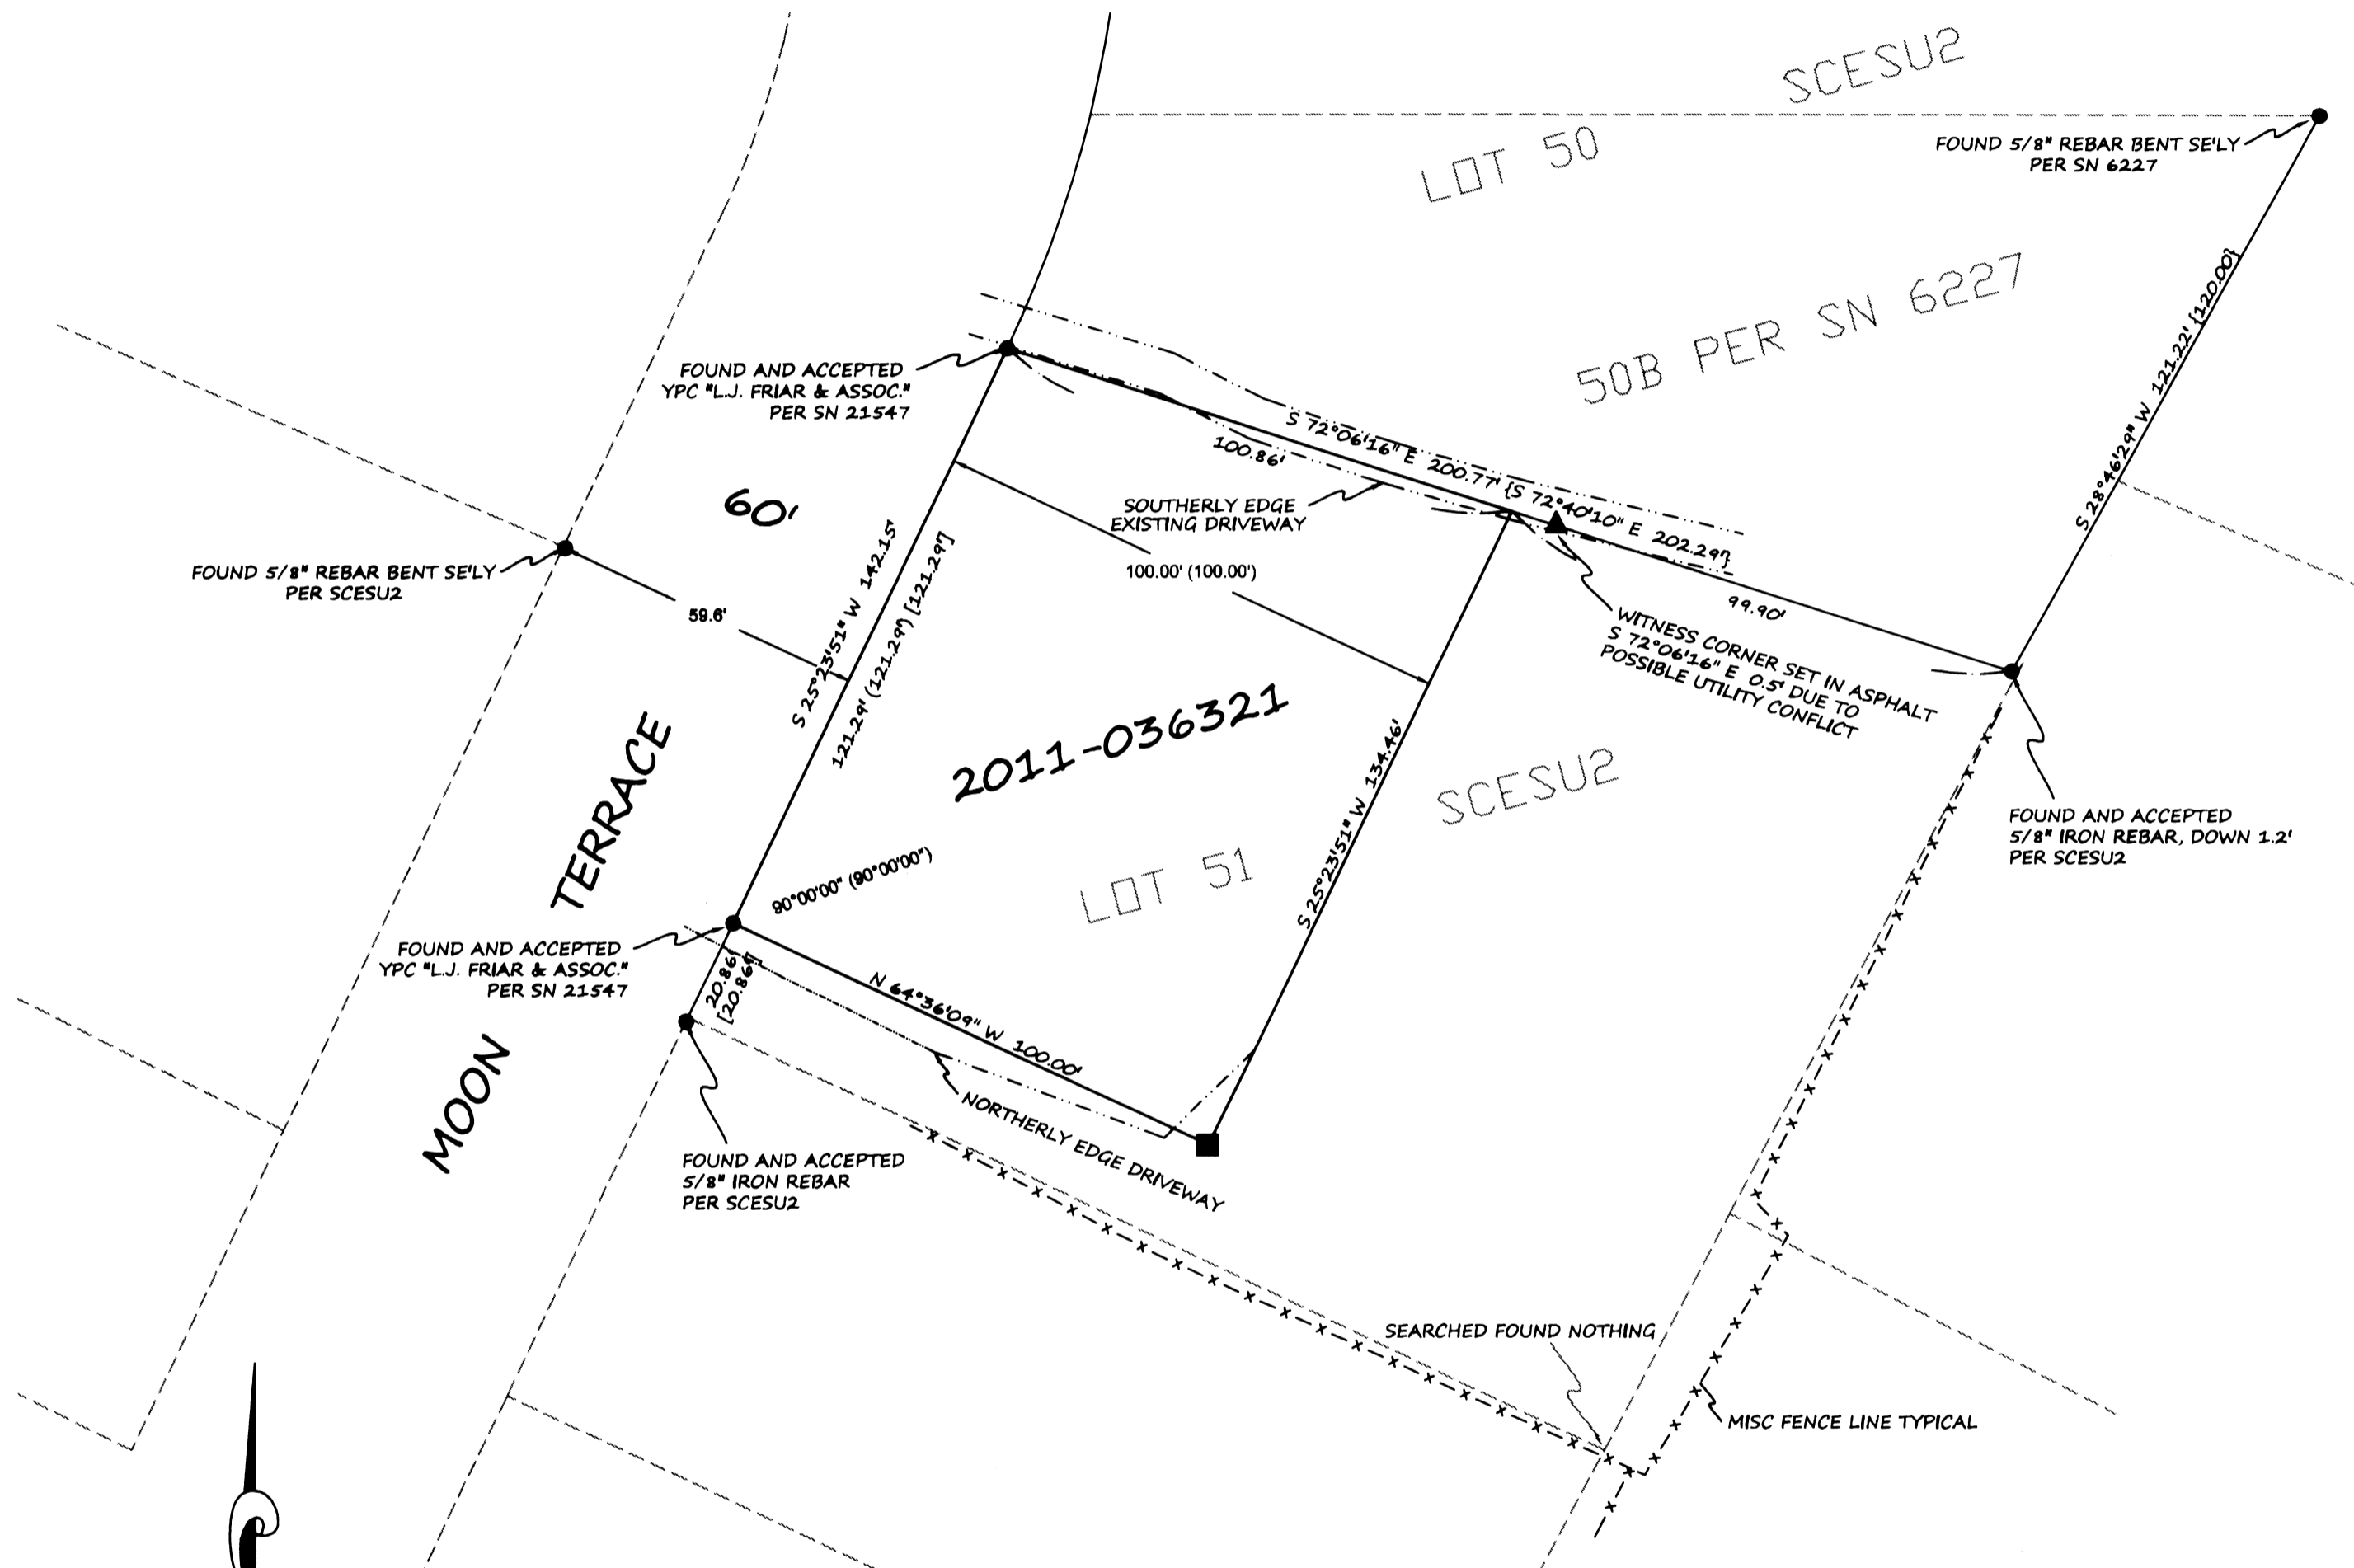 SCESU2
LOT 50
FOUND 5/8" REBAR BENT SE'LY
PER SN 6227
50B PER SN 6227
S 28°46'29" W 121.22' {120.00}
FOUND AND ACCEPTED
YPC "L.J. FRIAR & ASSOC."
PER SN 21547
S 72°06'16" E 200.77' {S 72°40'10" E 202.29'}
100.86'
SOUTHERLY EDGE
EXISTING DRIVEWAY
60'
100.00' (100.00')
FOUND 5/8" REBAR BENT SE'LY
PER SCESU2
59.6'
S 25°23'51" W 142.15'
121.29' (121.29') [121.29']
99.90'
WITNESS CORNER SET IN ASPHALT
S 72°06'16" E 0.5' DUE TO
POSSIBLE UTILITY CONFLICT
2011-036321
SCESU2
S 25°23'51" W 134.46'
MOON TERRACE
LOT 51
90°00'00" (90°00'00")
FOUND AND ACCEPTED
5/8" IRON REBAR, DOWN 1.2'
PER SCESU2
FOUND AND ACCEPTED
YPC "L.J. FRIAR & ASSOC."
PER SN 21547
20.86'
[20.86']
N 64°36'09" W 100.00'
NORTHERLY EDGE DRIVEWAY
FOUND AND ACCEPTED
5/8" IRON REBAR
PER SCESU2
SEARCHED FOUND NOTHING
MISC FENCE LINE TYPICAL